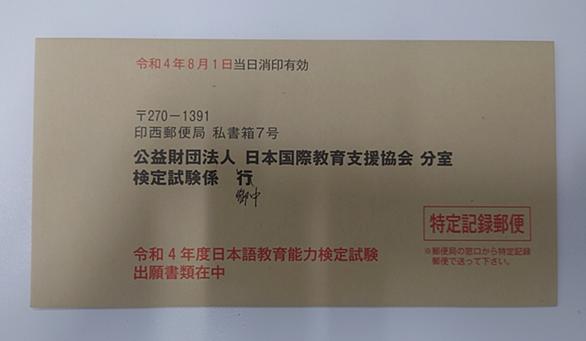 令和4年8月1日当日消印有効
〒270-1391
印西郵便局 私書箱7号
公益財団法人 日本国際教育支援協会 分室
検定試験係 行
御中
特定記録郵便
※郵便局の窓口から特定記録
郵便で送って下さい。
令和4年度日本語教育能力検定試験
出願書類在中